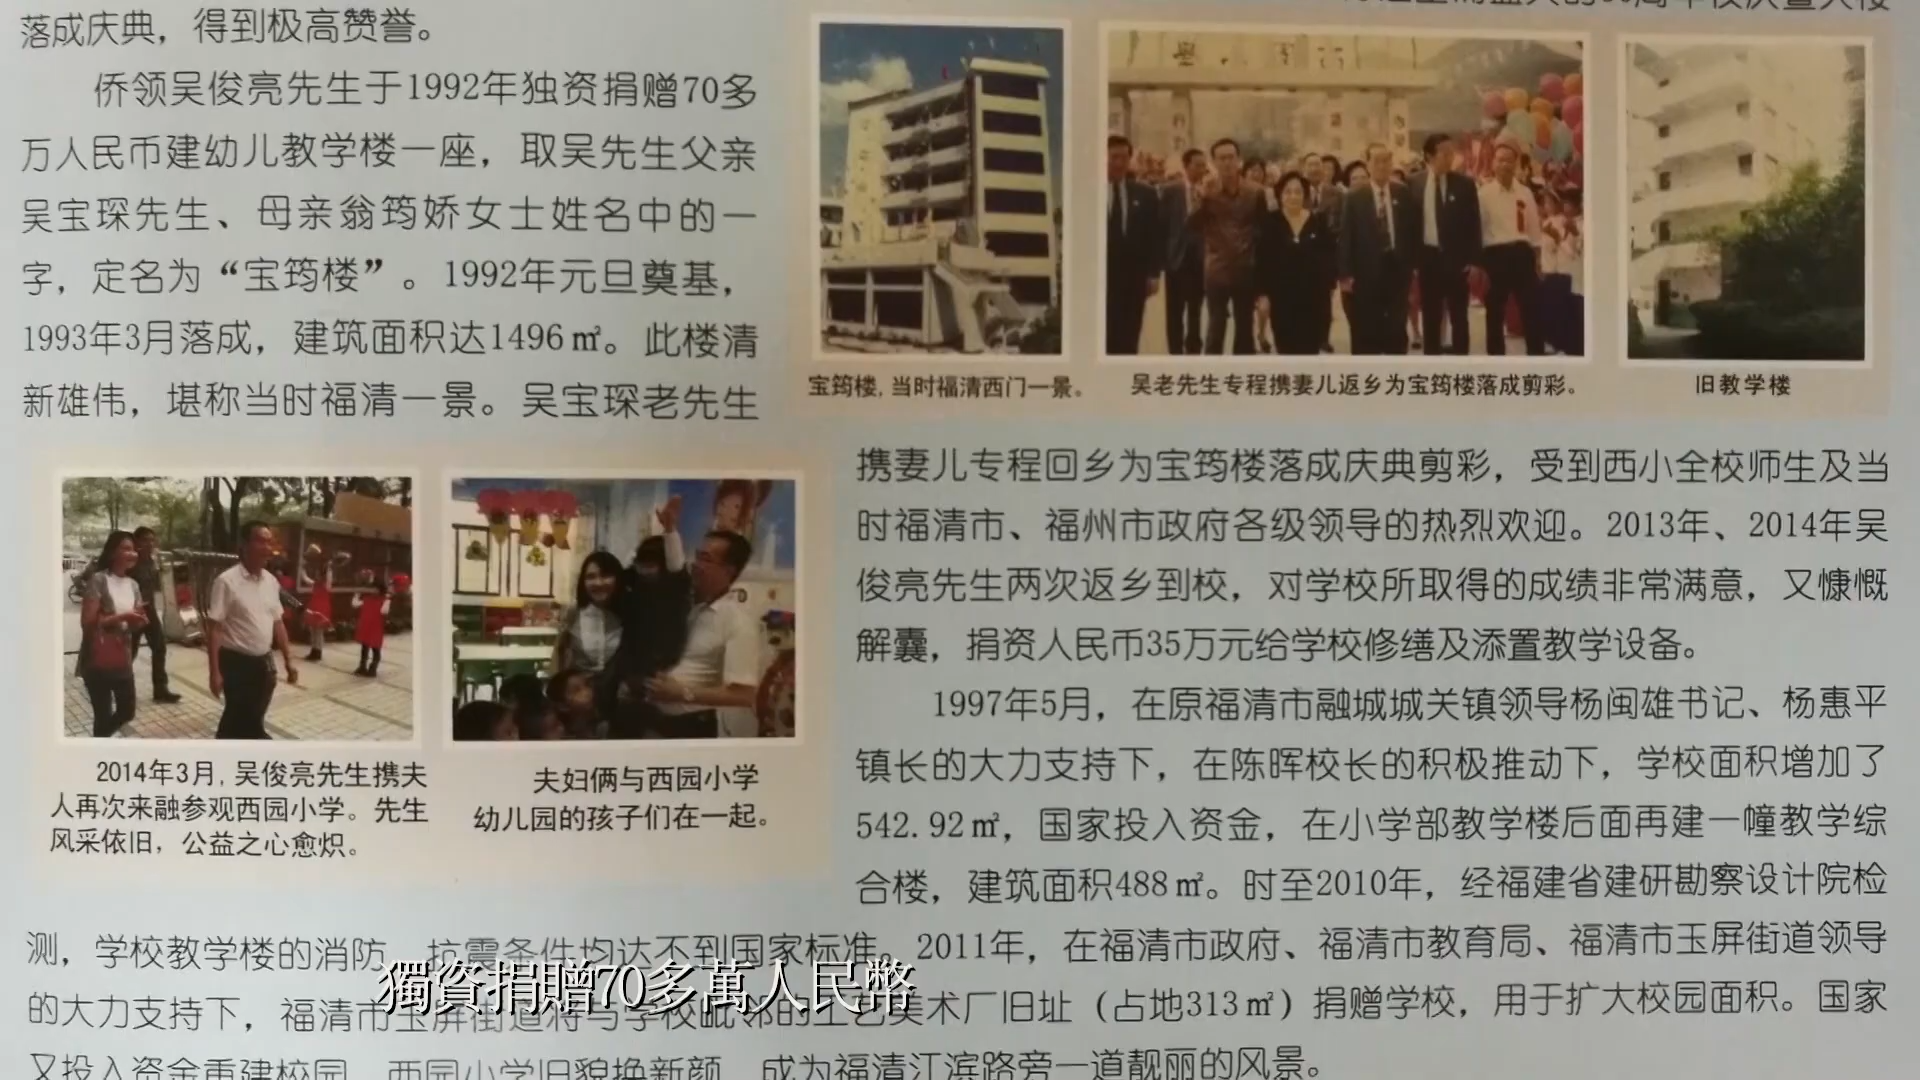 落成庆典，得到极高赞誉。
侨领吴俊亮先生于1992年独资捐赠70多
万人民币建幼儿教学楼一座，取吴先生父亲
吴宝琛先生、母亲翁筠娇女士姓名中的一
字，定名为“宝筠楼”。1992年元旦奠基，
1993年3月落成，建筑面积达1496㎡。此楼清
新雄伟，堪称当时福清一景。吴宝琛老先生
宝筠楼，当时福清西门一景。
吴老先生专程携妻儿返乡为宝筠楼落成剪彩。
旧教学楼
2014年3月，吴俊亮先生携夫
人再次来融参观西园小学。先生
风采依旧，公益之心愈炽。
夫妇俩与西园小学
幼儿园的孩子们在一起。
携妻儿专程回乡为宝筠楼落成庆典剪彩，受到西小全校师生及当
时福清市、福州市政府各级领导的热烈欢迎。2013年、2014年吴
俊亮先生两次返乡到校，对学校所取得的成绩非常满意，又慷慨
解囊，捐资人民币35万元给学校修缮及添置教学设备。
1997年5月，在原福清市融城城关镇领导杨闽雄书记、杨惠平
镇长的大力支持下，在陈晖校长的积极推动下，学校面积增加了
542.92㎡，国家投入资金，在小学部教学楼后面再建一幢教学综
合楼，建筑面积488㎡。时至2010年，经福建省建研勘察设计院检
测，学校教学楼的消防、抗震条件均达不到国家标准。2011年，在福清市政府、福清市教育局、福清市玉屏街道领导
的大力支持下，福清市玉屏街道将与学校毗邻的工艺美术厂旧址（占地313㎡）捐赠学校，用于扩大校园面积。国家
又投入资金重建校园，西园小学旧貌换新颜，成为福清江滨路旁一道靓丽的风景。
獨資捐贈70多萬人民幣